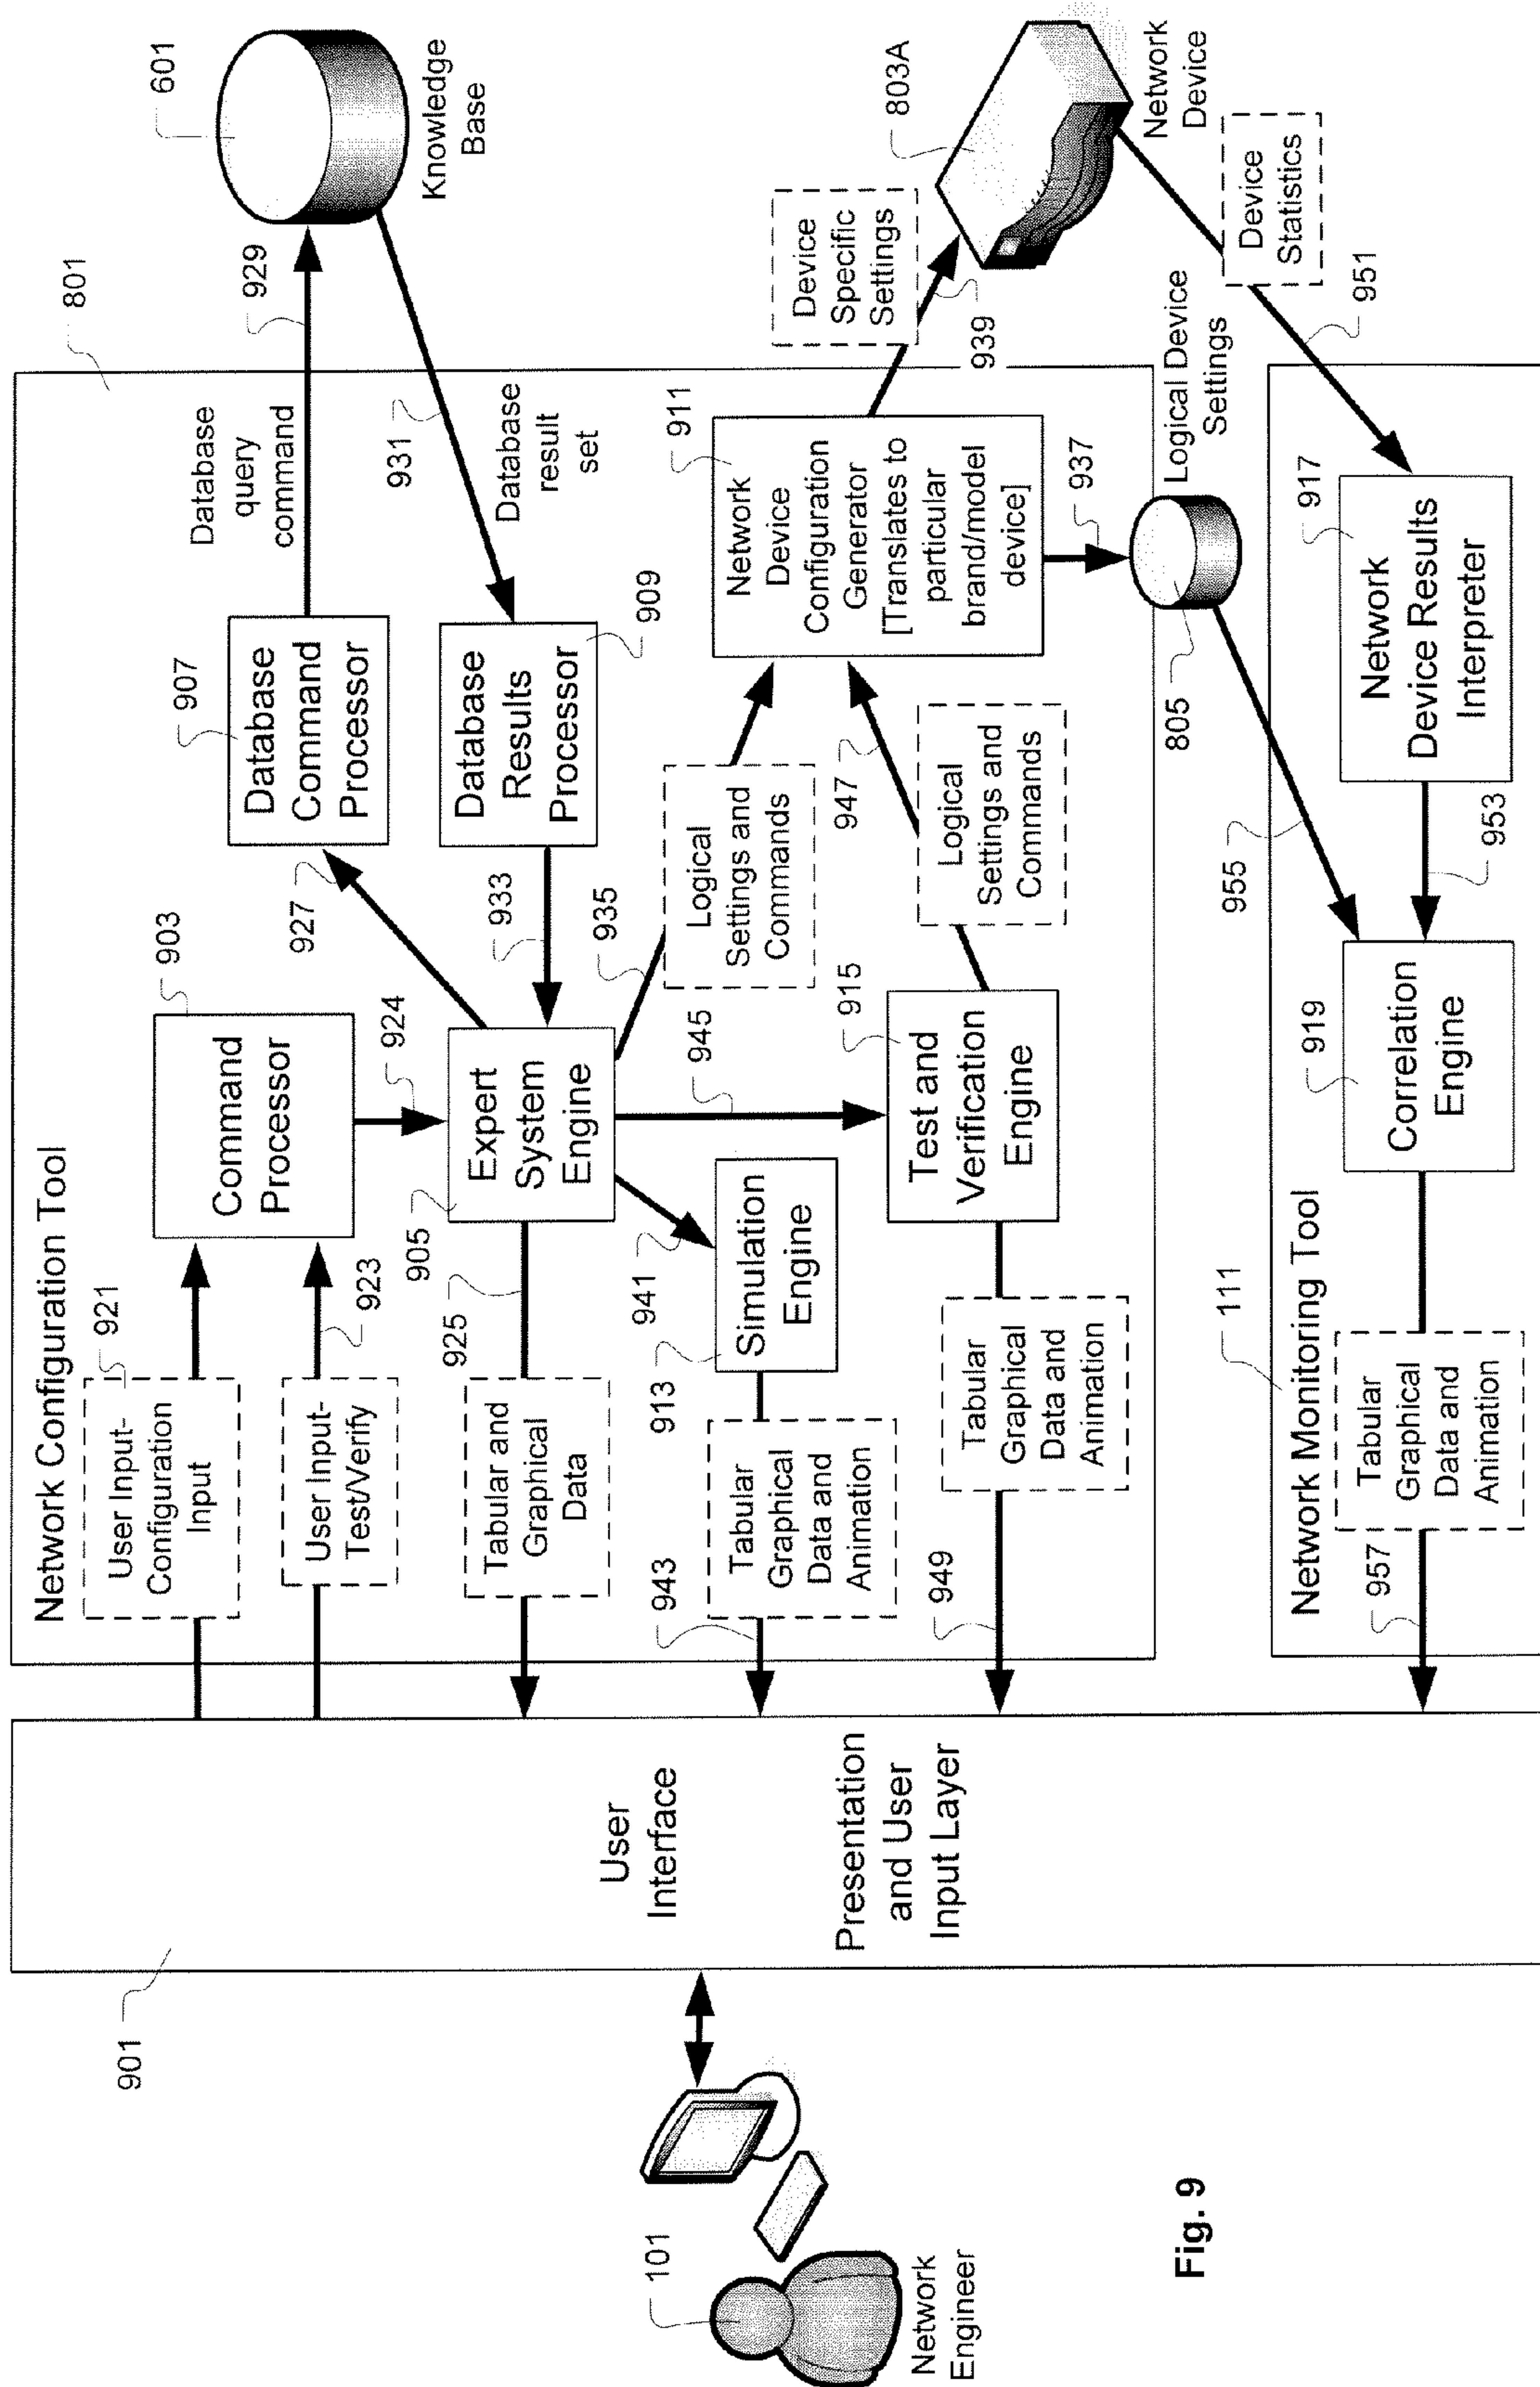 901
User
Interface
Presentation
and User
Input Layer
101
Network
Engineer
Network Configuration Tool
801
User Input-
Configuration
Input
921
User Input-
Test/Verify
923
Command
Processor
903
924
Tabular and
Graphical
Data
925
Expert
System
Engine
905
927
Database
Command
Processor
907
Database
query
command
929
601
Knowledge
Base
931
Database
result
set
Database
Results
Processor
909
933
935
Logical
Settings and
Commands
941
Simulation
Engine
913
Tabular
Graphical
Data and
Animation
943
945
Test and
Verification
Engine
915
Tabular
Graphical
Data and
Animation
949
947
Logical
Settings and
Commands
Network
Device
Configuration
Generator
[Translates to
particular
brand/model
device]
911
Device
Specific
Settings
939
803A
Network
Device
937
Logical Device
Settings
805
Device
Statistics
951
Network Monitoring Tool
111
Network
Device Results
Interpreter
917
953
955
Correlation
Engine
919
Tabular
Graphical
Data and
Animation
957
Fig. 9